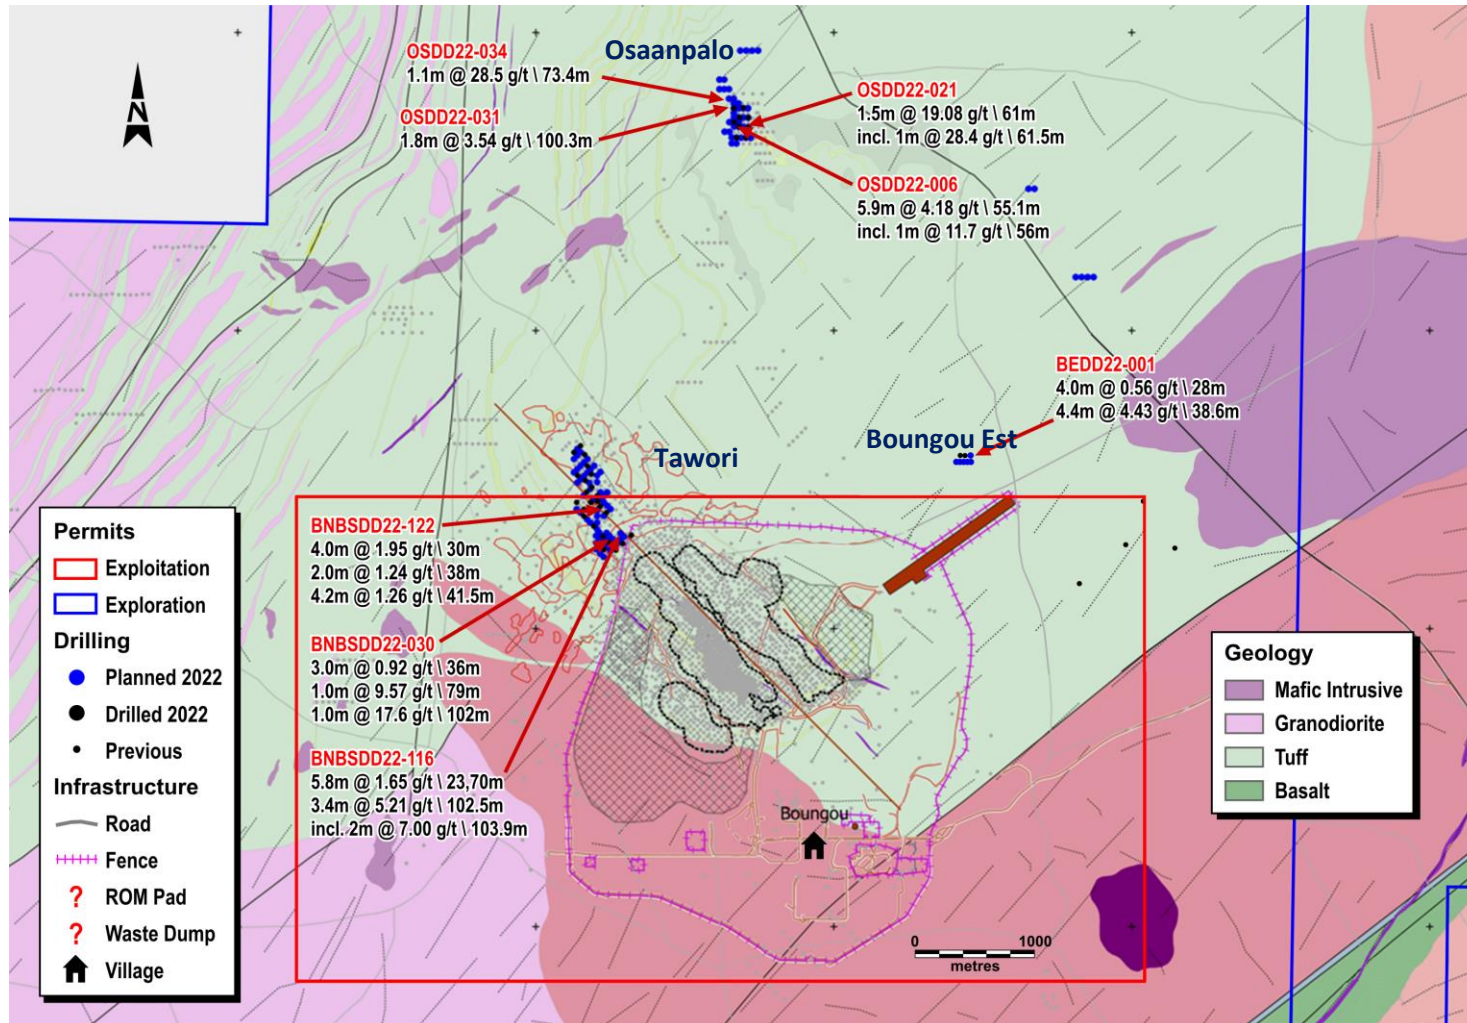 Osaanpalo
OSDD22-034
1.1m @ 28.5 g/t \ 73.4m
OSDD22-031
1.8m @ 3.54 g/t \ 100.3m
OSDD22-021
1.5m @ 19.08 g/t \ 61m
incl. 1m @ 28.4 g/t \ 61.5m
OSDD22-006
5.9m @ 4.18 g/t \ 55.1m
incl. 1m @ 11.7 g/t \ 56m
N
BEDD22-001
4.0m @ 0.56 g/t \ 28m
4.4m @ 4.43 g/t \ 38.6m
Boungou Est
Tawori
BNBSDD22-122
4.0m @ 1.95 g/t \ 30m
2.0m @ 1.24 g/t \ 38m
4.2m @ 1.26 g/t \ 41.5m
BNBSDD22-030
3.0m @ 0.92 g/t \ 36m
1.0m @ 9.57 g/t \ 79m
1.0m @ 17.6 g/t \ 102m
BNBSDD22-116
5.8m @ 1.65 g/t \ 23,70m
3.4m @ 5.21 g/t \ 102.5m
incl. 2m @ 7.00 g/t \ 103.9m
Boungou
0 1000
metres
Permits
Exploitation
Exploration
Drilling
Planned 2022
Drilled 2022
Previous
Infrastructure
Road
Fence
? ROM Pad
? Waste Dump
Village
Geology
Mafic Intrusive
Granodiorite
Tuff
Basalt